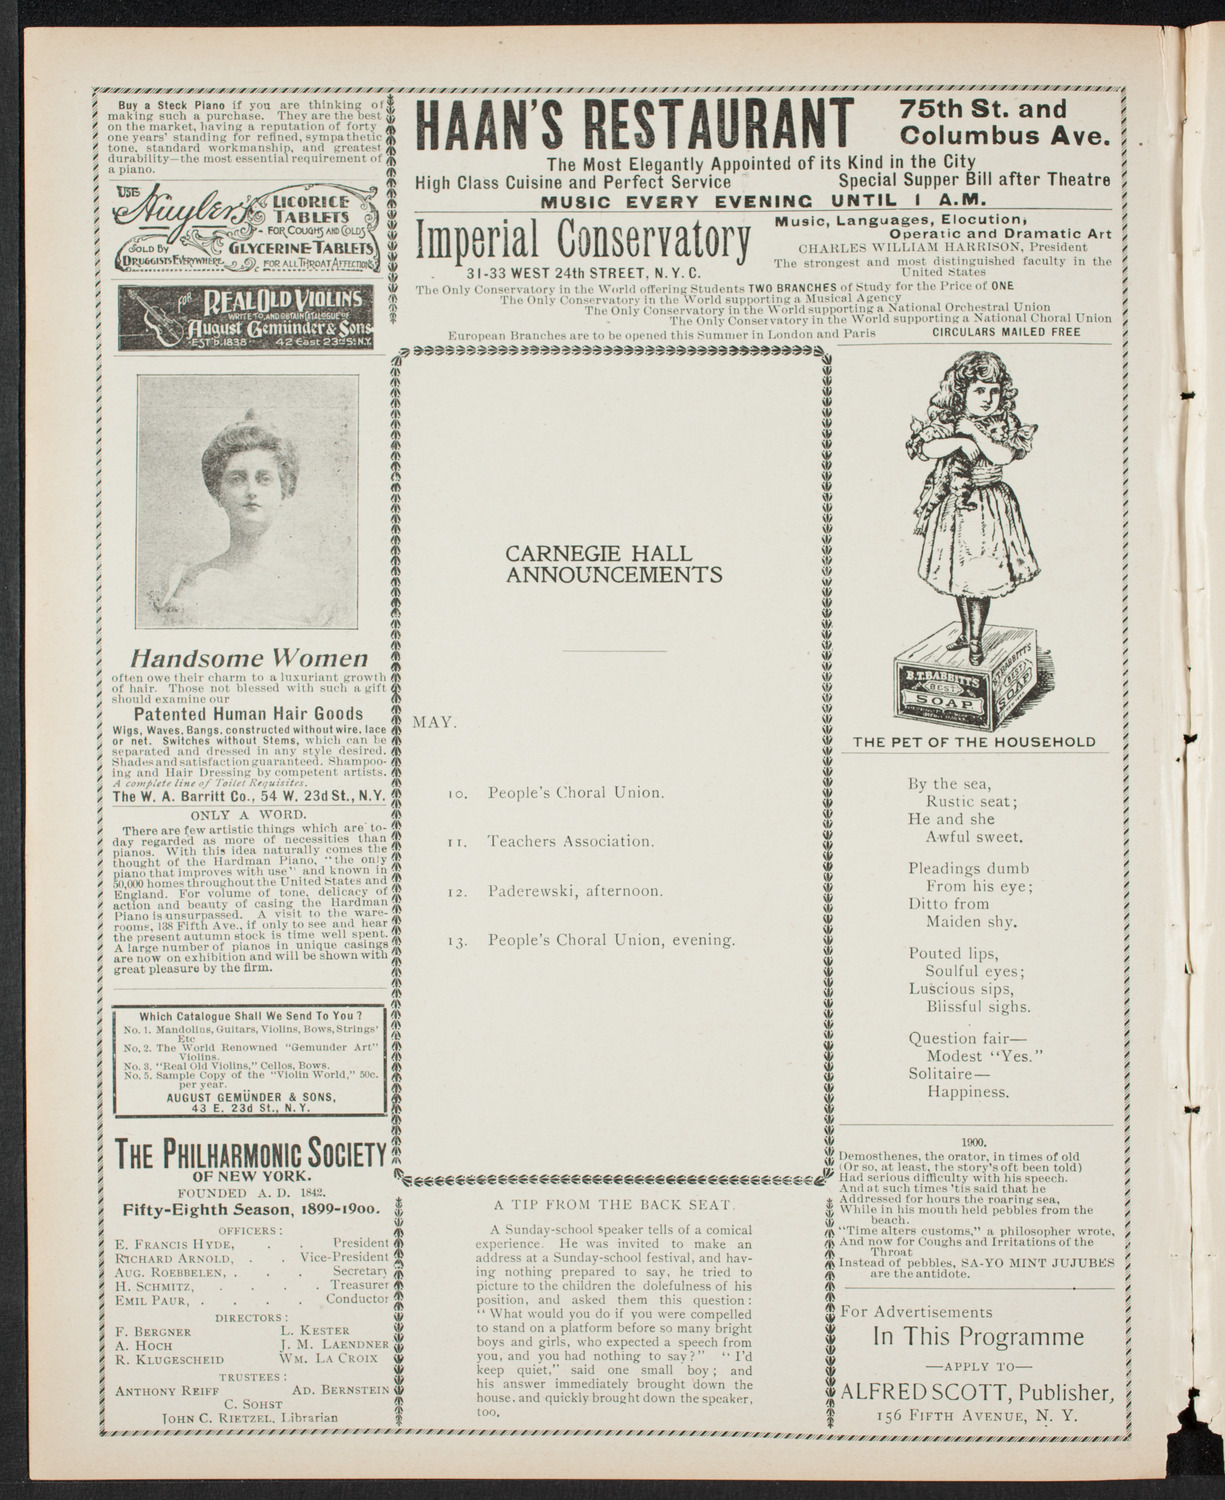 Buy a Steck Piano if you are thinking of
making such a purchase. They are the best
on the market, having a reputation of forty
one years' standing for refined, sympathetic
tone, standard workmanship, and greatest
durability—the most essential requirement of
a piano.
USE
Huyler's
LICORICE
TABLETS
FOR COUGHS AND COLDS
SOLD BY
DRUGGISTS EVERYWHERE
GLYCERINE TABLETS
FOR ALL THROAT AFFECTIONS
FOR REAL OLD VIOLINS
WRITE TO, AND OBTAIN CATALOGUE OF
August Gemünder & Sons
EST'D. 1838 42 East 23d St. N.Y.
Handsome Women
often owe their charm to a luxuriant growth
of hair. Those not blessed with such a gift
should examine our
Patented Human Hair Goods
Wigs, Waves, Bangs, constructed without wire, lace
or net. Switches without Stems, which can be
separated and dressed in any style desired.
Shades and satisfaction guaranteed. Shampoo-
ing and Hair Dressing by competent artists.
A complete line of Toilet Requisites.
The W. A. Barritt Co., 54 W. 23d St., N.Y.
ONLY A WORD.
There are few artistic things which are to-
day regarded as more of necessities than
pianos. With this idea naturally comes the
thought of the Hardman Piano, "the only
piano that improves with use" and known in
50,000 homes throughout the United States and
England. For volume of tone, delicacy of
action and beauty of casing the Hardman
Piano is unsurpassed. A visit to the ware-
rooms, 138 Fifth Ave., if only to see and hear
the present autumn stock is time well spent.
A large number of pianos in unique casings
are now on exhibition and will be shown with
great pleasure by the firm.
Which Catalogue Shall We Send To You?
No. 1. Mandolins, Guitars, Violins, Bows, Strings'
Etc
No. 2. The World Renowned "Gemunder Art"
Violins.
No. 3. "Real Old Violins," Cellos, Bows.
No. 5. Sample Copy of the "Violin World," 50c.
per year.
AUGUST GEMÜNDER & SONS,
43 E. 23d St., N. Y.
THE PHILHARMONIC SOCIETY
OF NEW YORK.
FOUNDED A. D. 1842.
Fifty-Eighth Season, 1899-1900.
OFFICERS:
E. FRANCIS HYDE, . . President
RICHARD ARNOLD, . . Vice-President
AUG. ROEBBELEN, . . . Secretary
H. SCHMITZ, . . . . Treasurer
EMIL PAUR, . . . . Conductor
DIRECTORS:
F. BERGNER L. KESTER
A. HOCH J. M. LAENDNER
R. KLUGESCHEID WM. LA CROIX
TRUSTEES:
ANTHONY REIFF AD. BERNSTEIN
C. SOHST
JOHN C. RIETZEL, Librarian
HAAN'S RESTAURANT 75th St. and
Columbus Ave.
The Most Elegantly Appointed of its Kind in the City
High Class Cuisine and Perfect Service Special Supper Bill after Theatre
MUSIC EVERY EVENING UNTIL 1 A.M.
Imperial Conservatory
31-33 WEST 24th STREET, N. Y. C.
Music, Languages, Elocution,
Operatic and Dramatic Art
CHARLES WILLIAM HARRISON, President
The strongest and most distinguished faculty in the
United States
The Only Conservatory in the World offering Students TWO BRANCHES of Study for the Price of ONE
The Only Conservatory in the World supporting a Musical Agency
The Only Conservatory in the World supporting a National Orchestral Union
The Only Conservatory in the World supporting a National Choral Union
European Branches are to be opened this Summer in London and Paris CIRCULARS MAILED FREE
CARNEGIE HALL
ANNOUNCEMENTS
MAY.
10. People's Choral Union.
11. Teachers Association.
12. Paderewski, afternoon.
13. People's Choral Union, evening.
A TIP FROM THE BACK SEAT.
A Sunday-school speaker tells of a comical
experience. He was invited to make an
address at a Sunday-school festival, and hav-
ing nothing prepared to say, he tried to
picture to the children the dolefulness of his
position, and asked them this question:
"What would you do if you were compelled
to stand on a platform before so many bright
boys and girls, who expected a speech from
you, and you had nothing to say?" "I'd
keep quiet," said one small boy; and
his answer immediately brought down the
house, and quickly brought down the speaker,
too,
B.T. BABBITT'S
BEST
SOAP
B.T. BABBITT'S
BEST
SOAP
THE PET OF THE HOUSEHOLD
By the sea,
Rustic seat;
He and she
Awful sweet.
Pleadings dumb
From his eye;
Ditto from
Maiden shy.
Pouted lips,
Soulful eyes;
Luscious sips,
Blissful sighs.
Question fair—
Modest "Yes."
Solitaire—
Happiness.
1900.
Demosthenes, the orator, in times of old
(Or so, at least, the story's oft been told)
Had serious difficulty with his speech.
And at such times 'tis said that he
Addressed for hours the roaring sea,
While in his mouth held pebbles from the
beach.
"Time alters customs," a philosopher wrote,
And now for Coughs and Irritations of the
Throat
Instead of pebbles, SA-YO MINT JUJUBES
are the antidote.
For Advertisements
In This Programme
—APPLY TO—
ALFRED SCOTT, Publisher,
156 FIFTH AVENUE, N. Y.